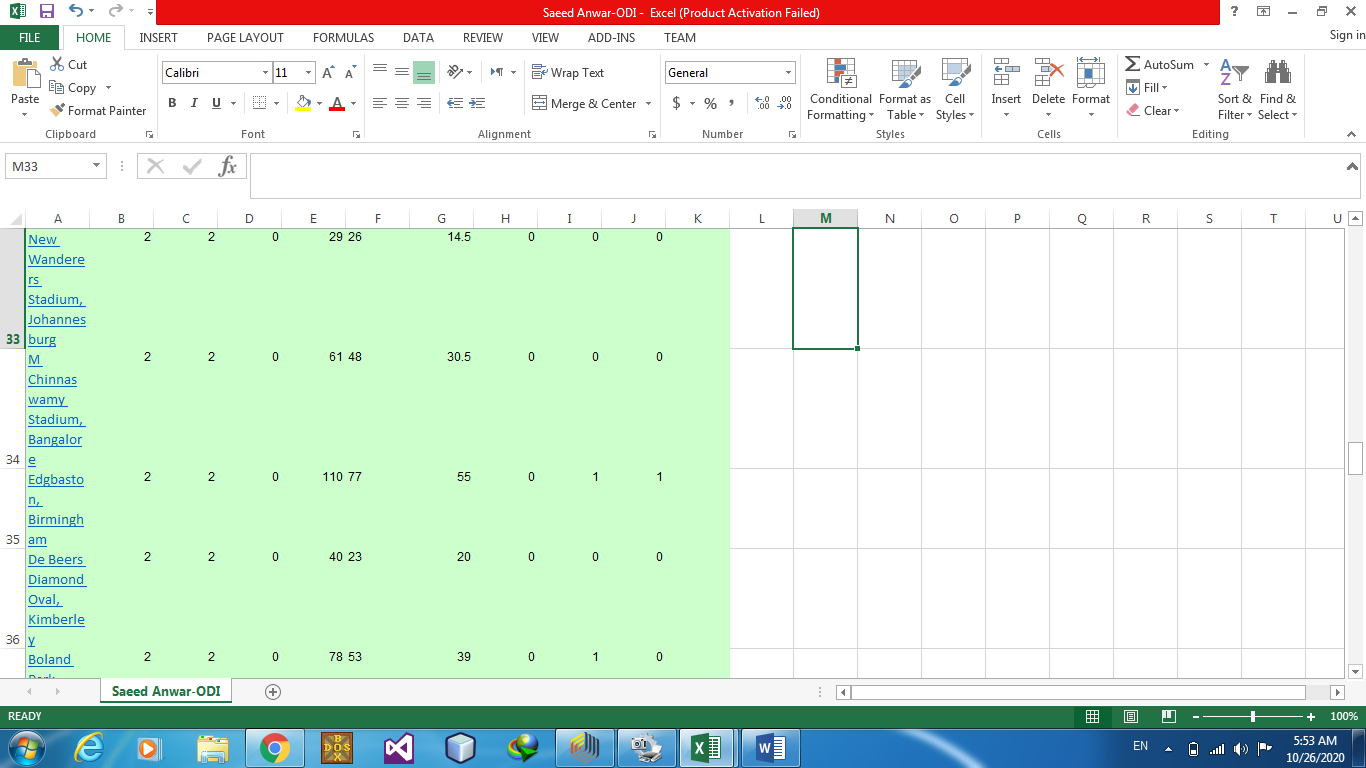 Saeed Anwar-ODI - Excel (Product Activation Failed)
FILE HOME INSERT PAGE LAYOUT FORMULAS DATA REVIEW VIEW ADD-INS TEAM Sign in
Cut
Copy
Format Painter
Paste
Clipboard
Calibri 11
B I U
Font
Wrap Text
Merge & Center
Alignment
General
$ % ,
Number
Conditional Formatting
Format as Table
Cell Styles
Styles
Insert
Delete
Format
Cells
AutoSum
Fill
Clear
Sort & Filter
Find & Select
Editing
M33
fx
A B C D E F G H I J K L M N O P Q R S T U
33 New Wanderers Stadium, Johannesburg 2 2 0 29 26 14.5 0 0 0
34 M Chinnaswamy Stadium, Bangalore 2 2 0 61 48 30.5 0 0 0
35 Edgbaston, Birmingham 2 2 0 110 77 55 0 1 1
36 De Beers Diamond Oval, Kimberley 2 2 0 40 23 20 0 0 0
Boland 2 2 0 78 53 39 0 1 0
Saeed Anwar-ODI
READY
100%
EN
5:53 AM
10/26/2020